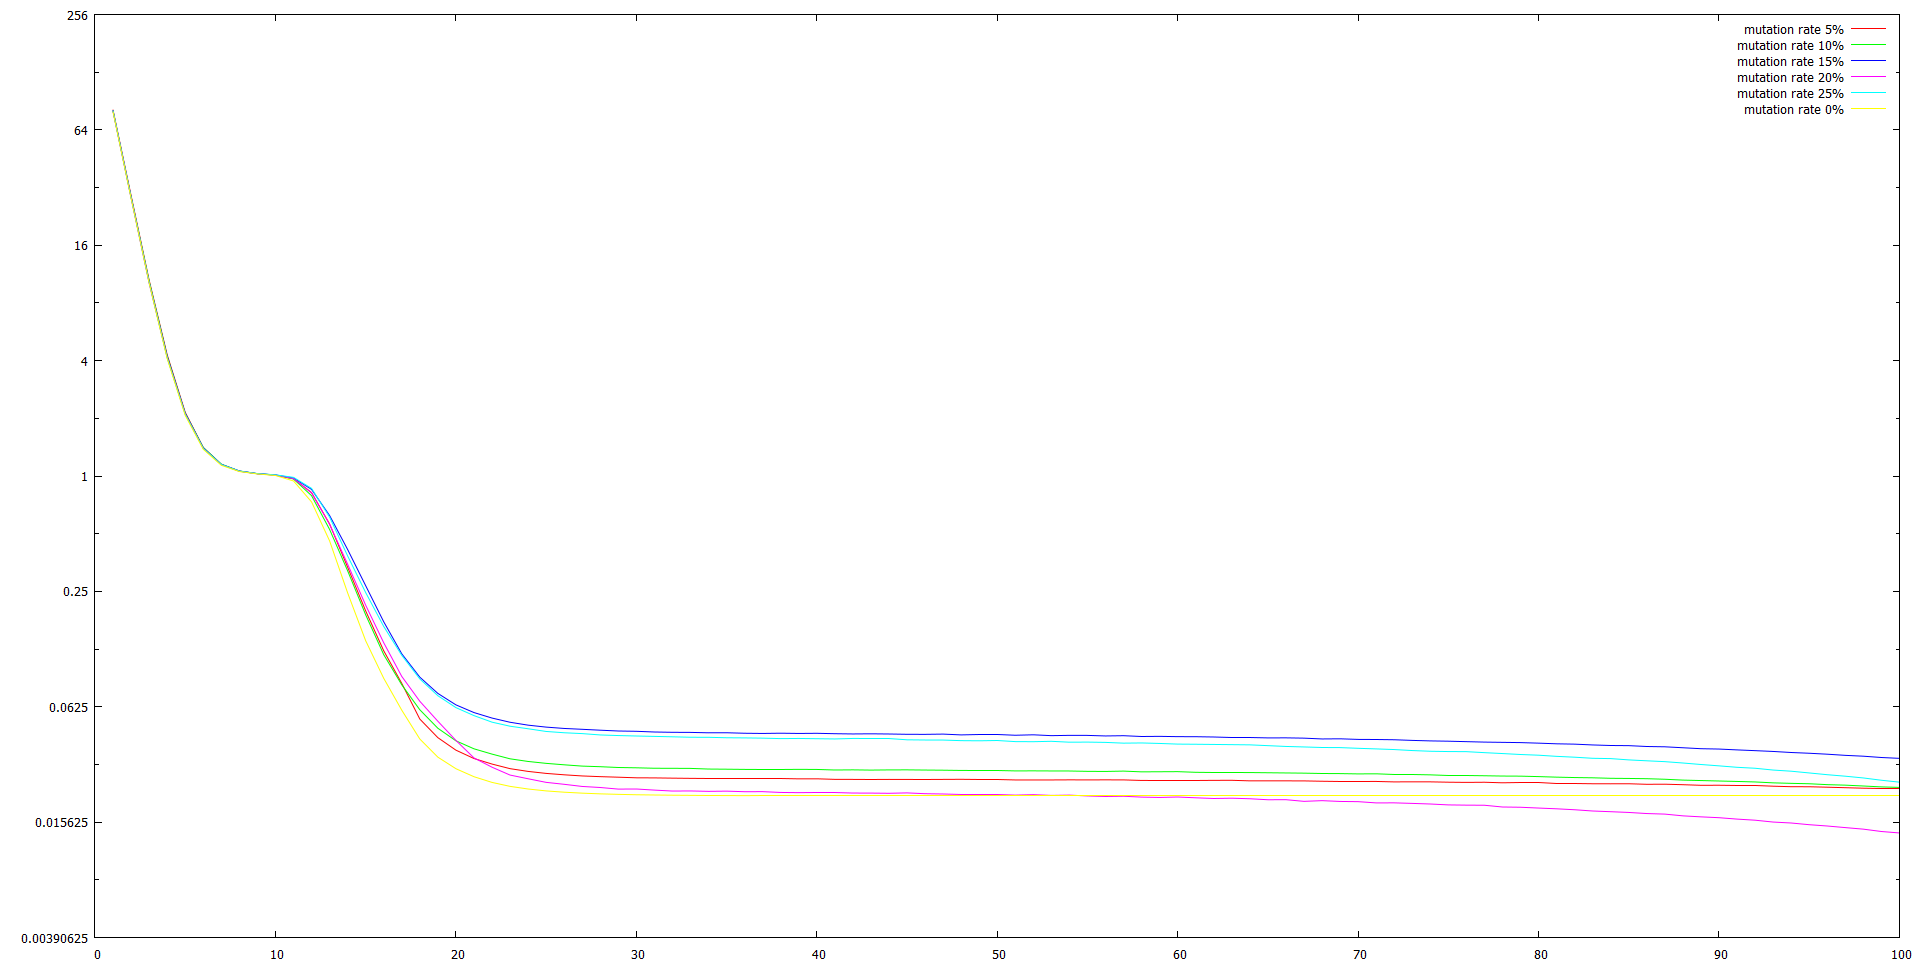 256
64
16
4
1
0.25
0.0625
0.015625
0.00390625
0 10 20 30 40 50 60 70 80 90 100
mutation rate 5%
mutation rate 10%
mutation rate 15%
mutation rate 20%
mutation rate 25%
mutation rate 0%